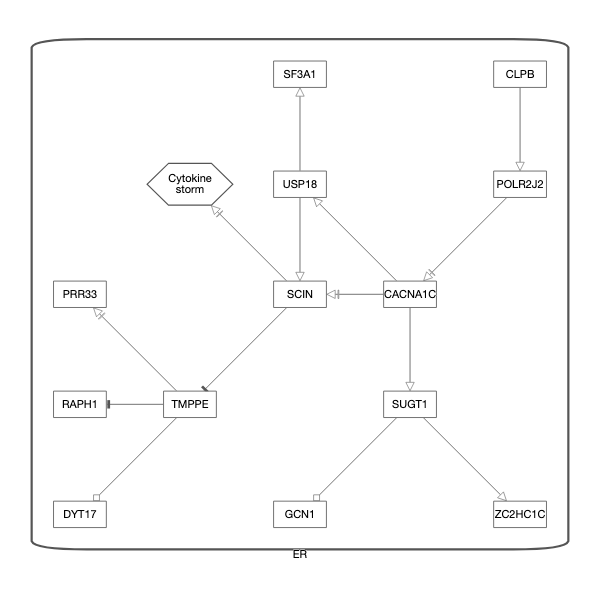 SF3A1
CLPB
Cytokine
storm
USP18
POLR2J2
PRR33
SCIN
CACNA1C
RAPH1
TMPPE
SUGT1
DYT17
GCN1
ZC2HC1C
ER